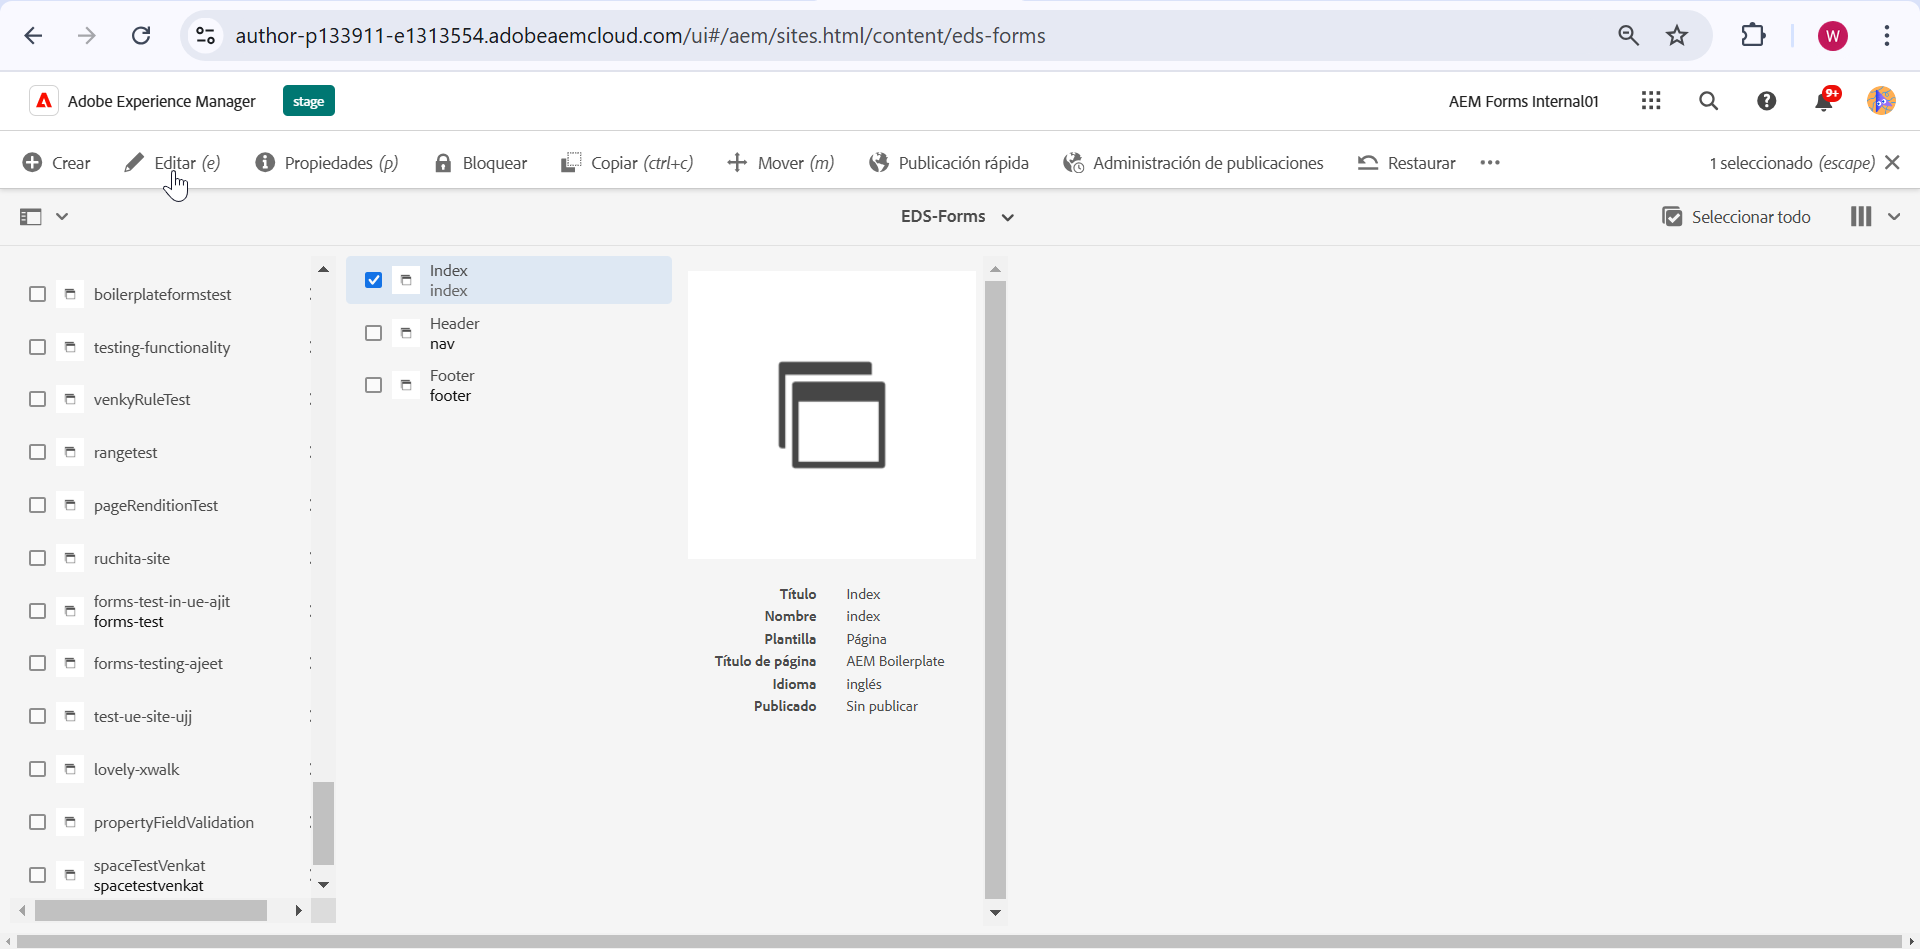 author-p133911-e1313554.adobeaemcloud.com/ui#/aem/sites.html/content/eds-forms
W
Adobe Experience Manager
stage
AEM Forms Internal01
9+
Crear
Editar (e)
Propiedades (p)
Bloquear
Copiar (ctrl+c)
Mover (m)
Publicación rápida
Administración de publicaciones
Restaurar
1 seleccionado (escape)
EDS-Forms
Seleccionar todo
boilerplateformstest
testing-functionality
venkyRuleTest
rangetest
pageRenditionTest
ruchita-site
forms-test-in-ue-ajit
forms-test
forms-testing-ajeet
test-ue-site-ujj
lovely-xwalk
propertyFieldValidation
spaceTestVenkat
spacetestvenkat
Index
index
Header
nav
Footer
footer
Título Index
Nombre index
Plantilla Página
Título de página AEM Boilerplate
Idioma inglés
Publicado Sin publicar